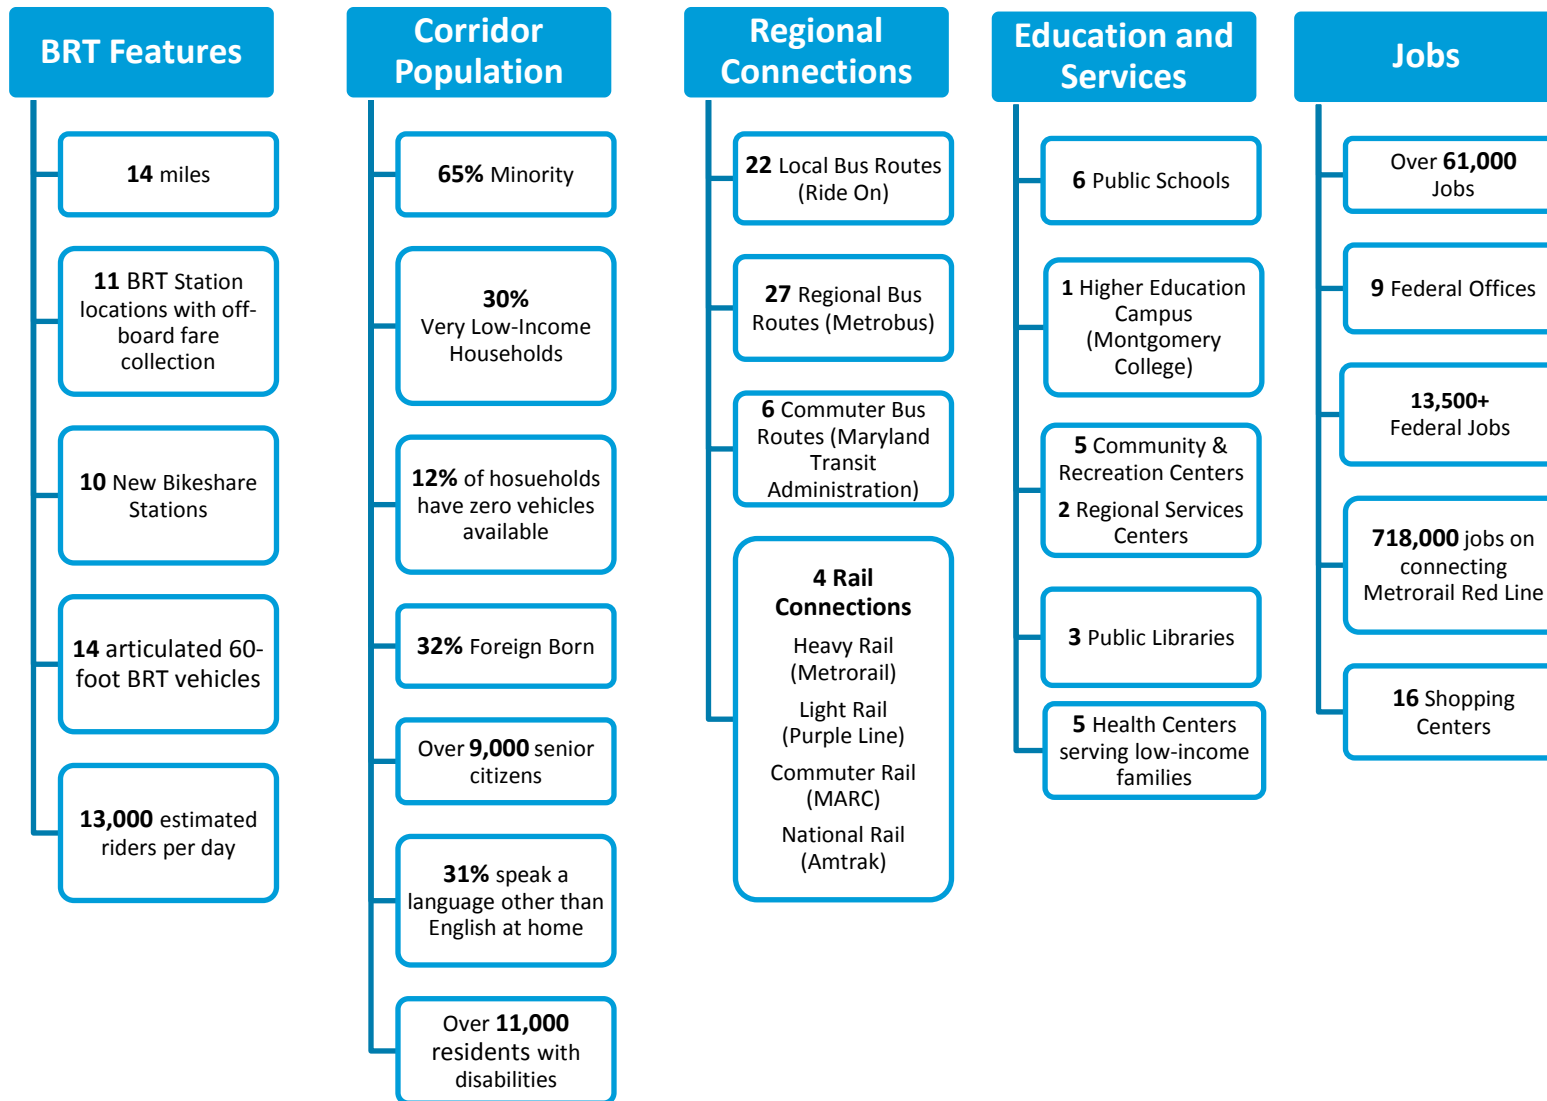 BRT Features
14 miles
11 BRT Station
locations with off-
board fare
collection
10 New Bikeshare
Stations
14 articulated 60-
foot BRT vehicles
13,000 estimated
riders per day
Corridor
Population
65% Minority
30%
Very Low-Income
Households
12% of hosueholds
have zero vehicles
available
32% Foreign Born
Over 9,000 senior
citizens
31% speak a
language other than
English at home
Over 11,000
residents with
disabilities
Regional
Connections
22 Local Bus Routes
(Ride On)
27 Regional Bus
Routes (Metrobus)
6 Commuter Bus
Routes (Maryland
Transit
Administration)
4 Rail
Connections
Heavy Rail
(Metrorail)
Light Rail
(Purple Line)
Commuter Rail
(MARC)
National Rail
(Amtrak)
Education and
Services
6 Public Schools
1 Higher Education
Campus
(Montgomery
College)
5 Community &
Recreation Centers
2 Regional Services
Centers
3 Public Libraries
5 Health Centers
serving low-income
families
Jobs
Over 61,000
Jobs
9 Federal Offices
13,500+
Federal Jobs
718,000 jobs on
connecting
Metrorail Red Line
16 Shopping
Centers